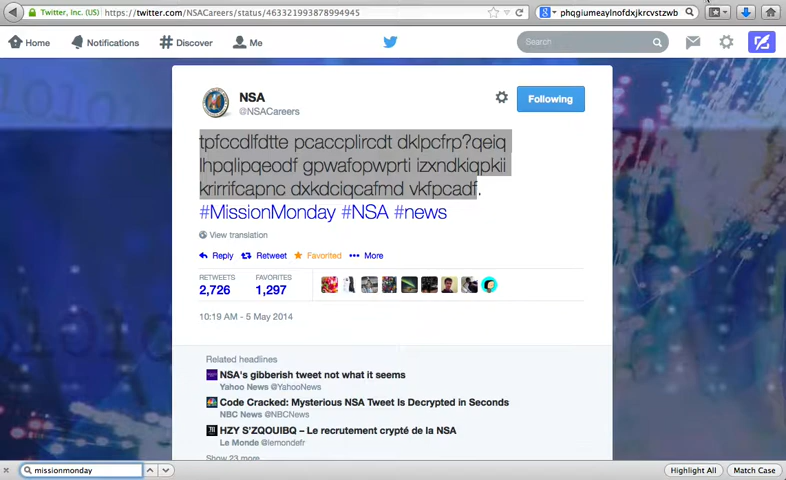 Twitter, Inc. (US) https://twitter.com/NSACareers/status/463321993878994945 phqgiumeaylnofdxjkrcvstzwb
Home Notifications Discover Me Search
NSA
@NSACareers
Following
tpfccdlfdtte pcaccplircdt dklpcfrp?qeiq
lhpqlipqeodf gpwafopwprti izxndkiqpkii
krirrifcapnc dxkdciqcafmd vkfpcadf.
#MissionMonday #NSA #news
View translation
Reply Retweet Favorited More
RETWEETS FAVORITES
2,726 1,297
10:19 AM - 5 May 2014
Related headlines
NSA's gibberish tweet not what it seems
Yahoo News @YahooNews
Code Cracked: Mysterious NSA Tweet Is Decrypted in Seconds
NBC News @NBCNews
HZY S'ZQOUIBQ – Le recrutement crypté de la NSA
Le Monde @lemondefr
Show 23 more
missionmonday Highlight All Match Case